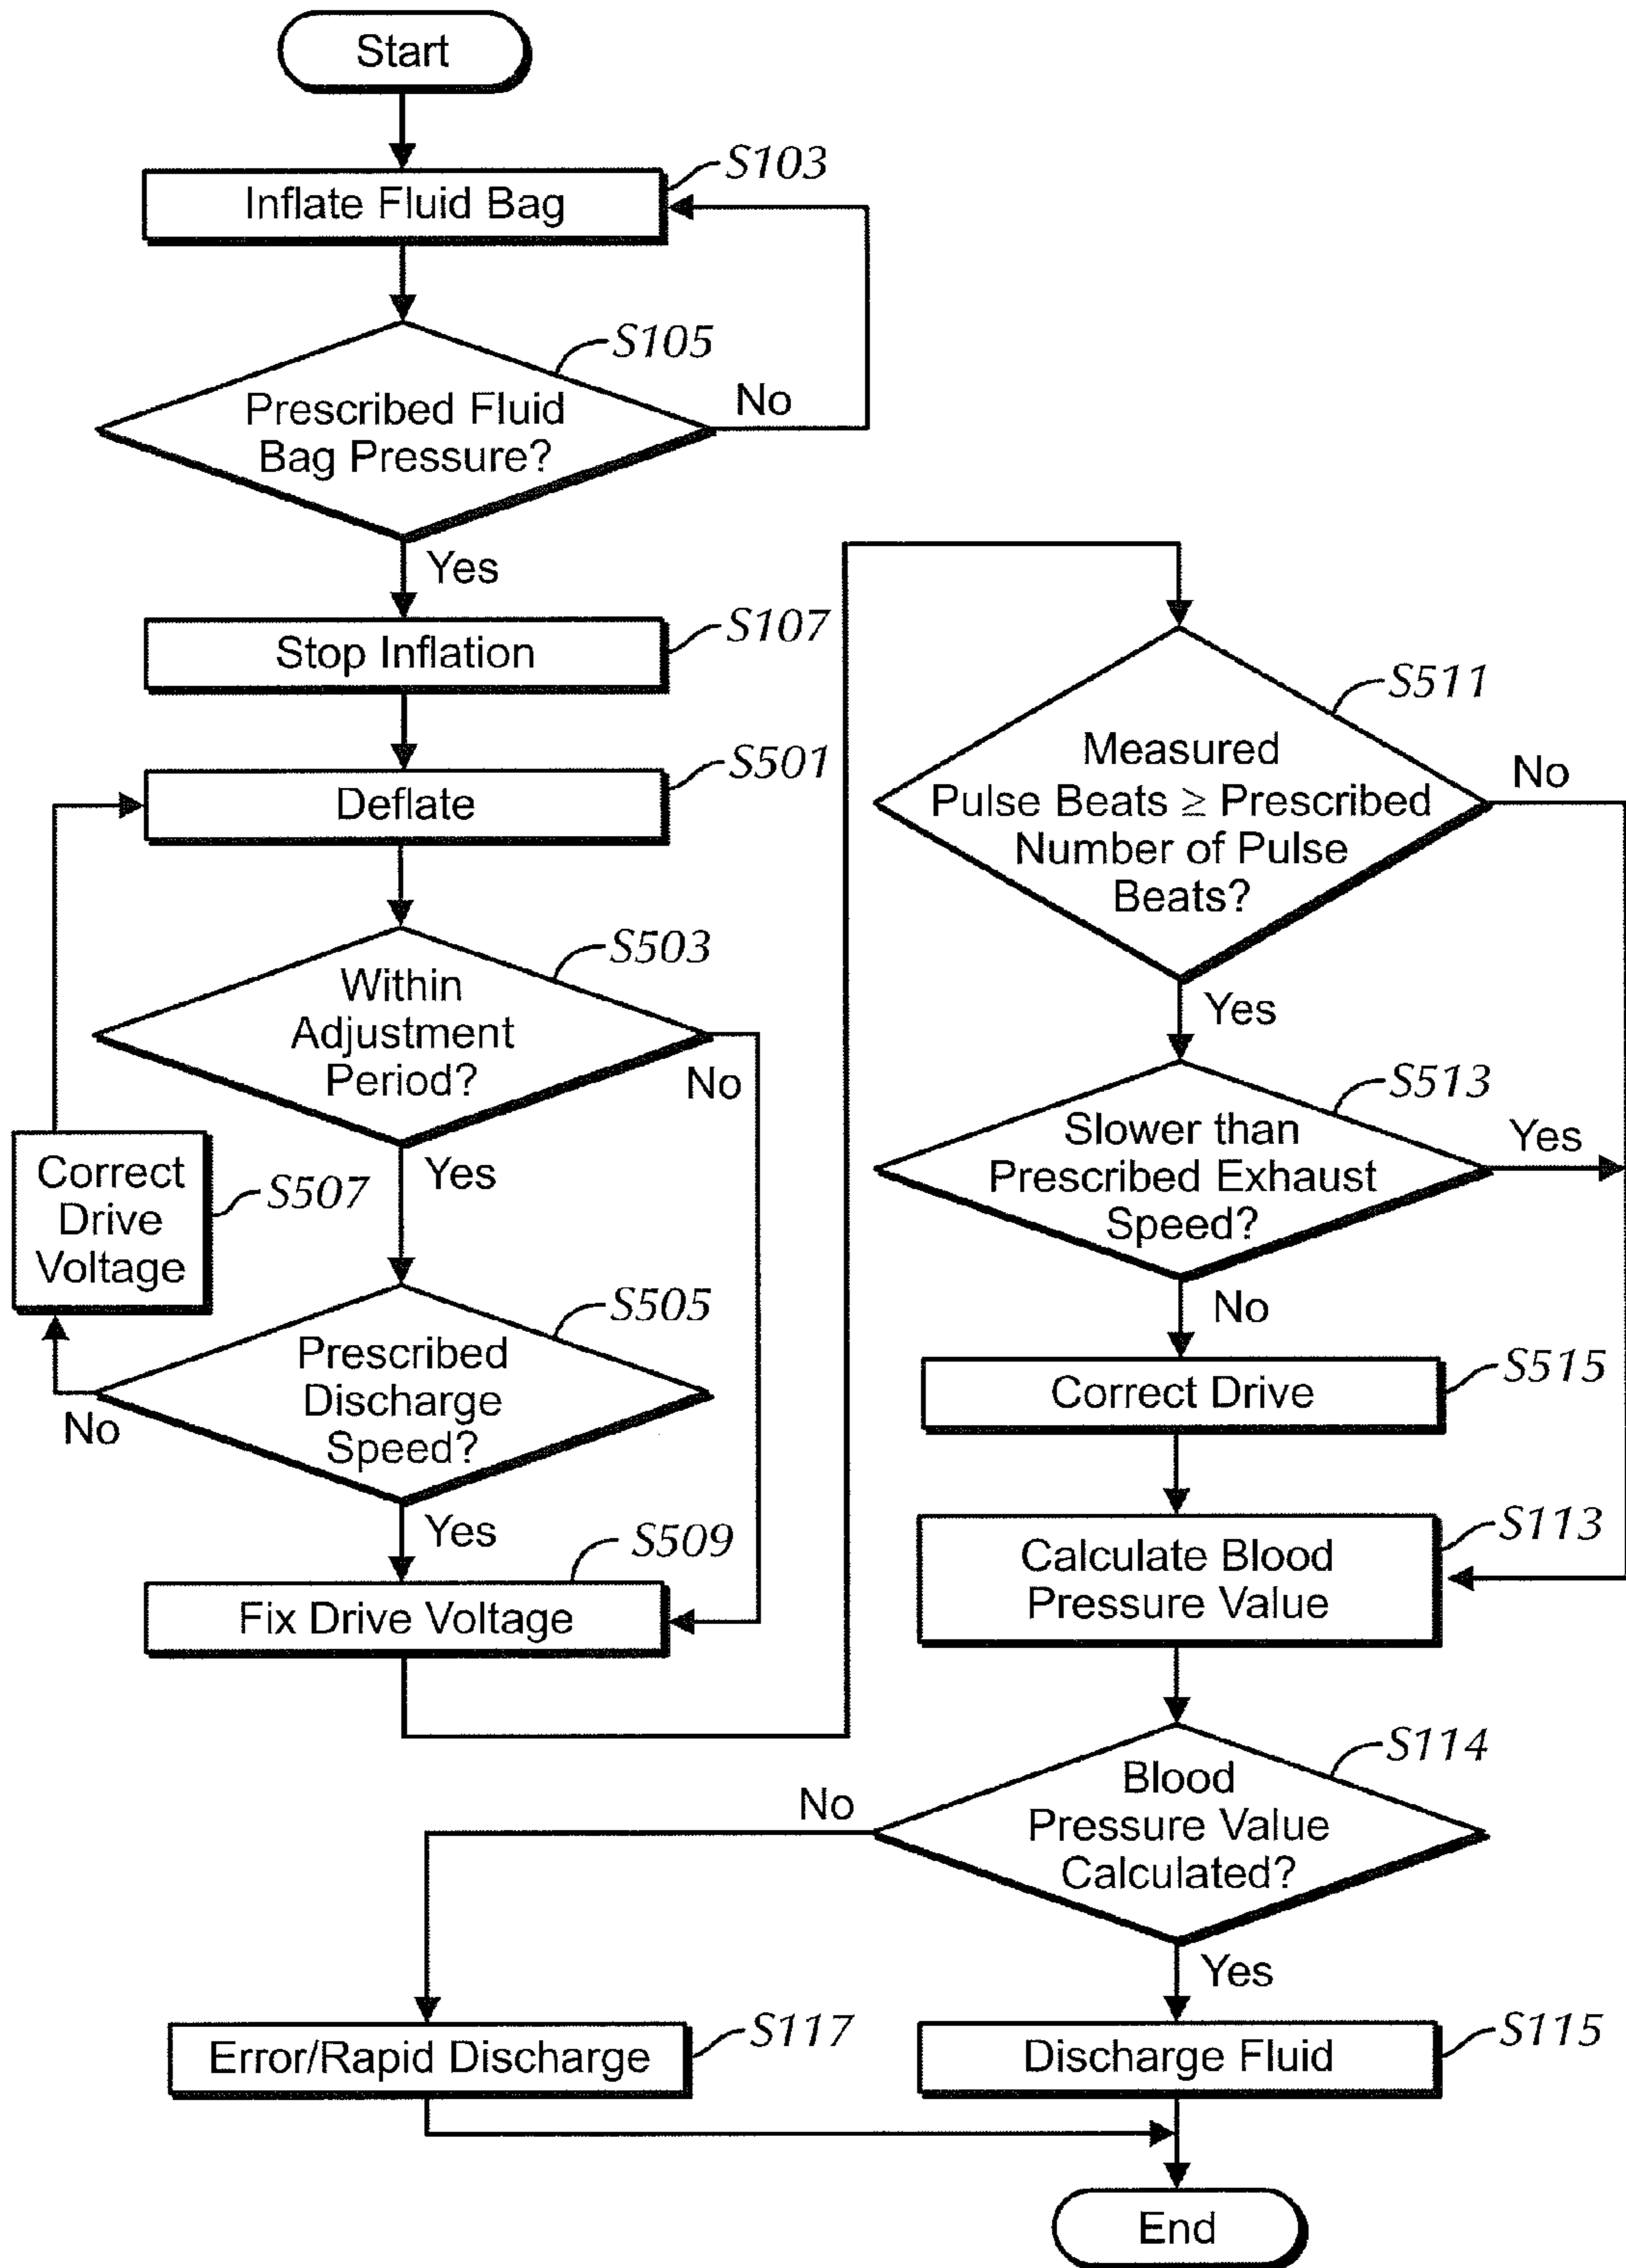 Start
S103
Inflate Fluid Bag
S105
Prescribed Fluid
Bag Pressure?
No
Yes
S107
Stop Inflation
S501
Deflate
S503
Within
Adjustment
Period?
No
Yes
Correct
Drive
Voltage
S507
S505
Prescribed
Discharge
Speed?
No
Yes
S509
Fix Drive Voltage
S511
Measured
Pulse Beats ≧ Prescribed
Number of Pulse
Beats?
No
Yes
S513
Slower than
Prescribed Exhaust
Speed?
Yes
No
S515
Correct Drive
S113
Calculate Blood
Pressure Value
S114
Blood
Pressure Value
Calculated?
No
Yes
S117
Error/Rapid Discharge
S115
Discharge Fluid
End